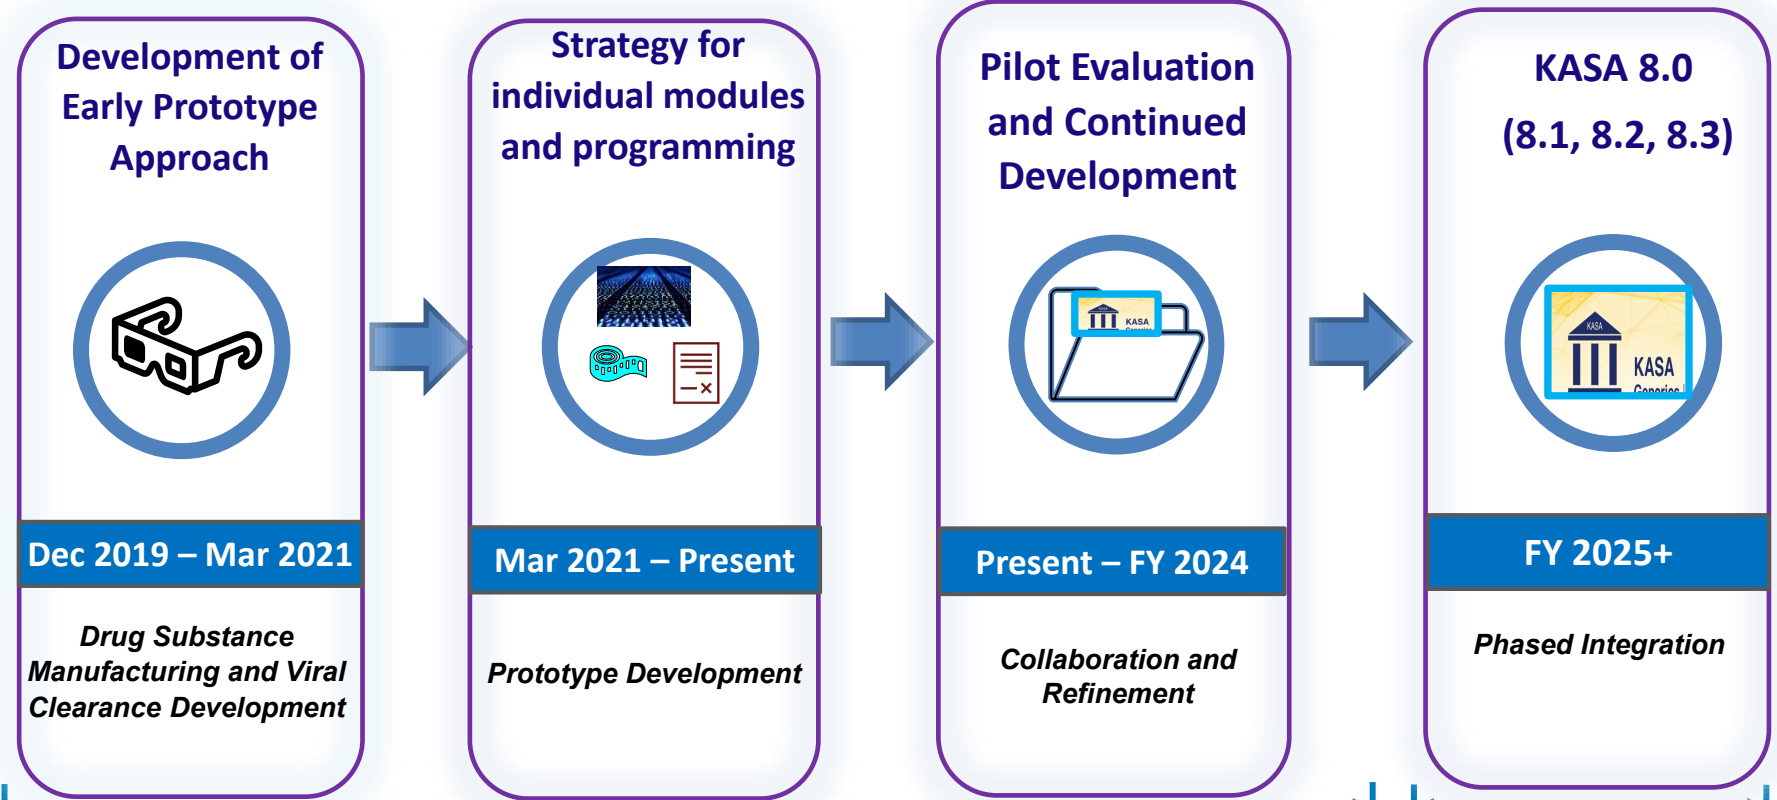 Development of
Early Prototype
Approach
Dec 2019 – Mar 2021
Drug Substance
Manufacturing and Viral
Clearance Development
Strategy for
individual modules
and programming
Mar 2021 – Present
Prototype Development
Pilot Evaluation
and Continued
Development
KASA
Present – FY 2024
Collaboration and
Refinement
KASA 8.0
(8.1, 8.2, 8.3)
KASA
KASA
FY 2025+
Phased Integration